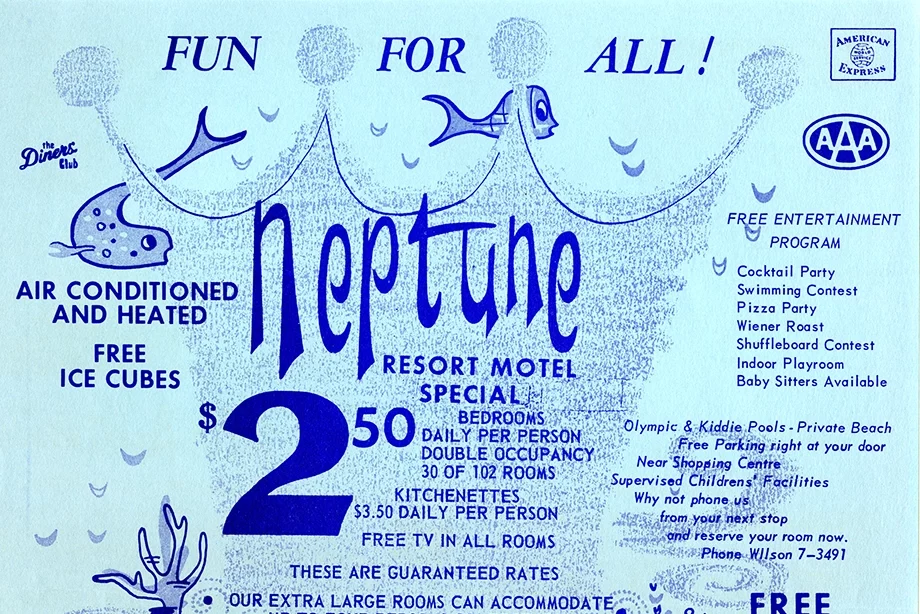 FUN FOR ALL!
AMERICAN EXPRESS
the Diners' Club
AAA
Neptune
RESORT MOTEL
AIR CONDITIONED
AND HEATED
FREE
ICE CUBES
SPECIAL
$2.50
BEDROOMS
DAILY PER PERSON
DOUBLE OCCUPANCY
30 OF 102 ROOMS
KITCHENETTES
$3.50 DAILY PER PERSON
FREE TV IN ALL ROOMS
THESE ARE GUARANTEED RATES
• OUR EXTRA LARGE ROOMS CAN ACCOMMODATE
FREE ENTERTAINMENT
PROGRAM
Cocktail Party
Swimming Contest
Pizza Party
Wiener Roast
Shuffleboard Contest
Indoor Playroom
Baby Sitters Available
Olympic & Kiddie Pools - Private Beach
Free Parking right at your door
Near Shopping Centre
Supervised Childrens' Facilities
Why not phone us
from your next stop
and reserve your room now.
Phone WIlson 7–3491
FREE